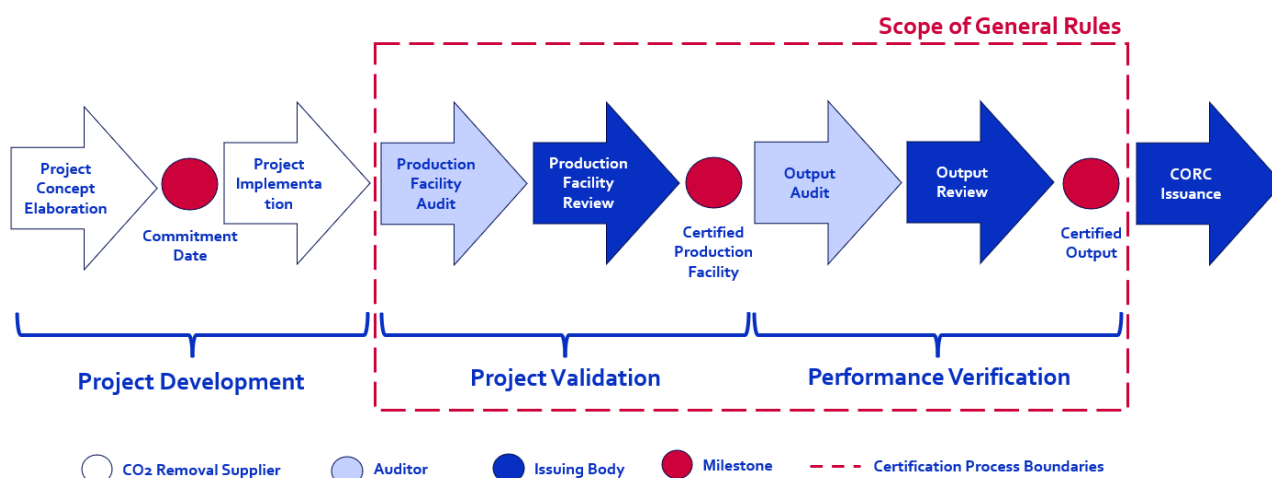 Scope of General Rules
Project
Concept
Elaboration
Commitment
Date
Project
Implementa
tion
Production
Facility
Audit
Production
Facility
Review
Certified
Production
Facility
Output
Audit
Output
Review
Certified
Output
CORC
Issuance
Project Development
Project Validation
Performance Verification
CO2 Removal Supplier
Auditor
Issuing Body
Milestone
Certification Process Boundaries